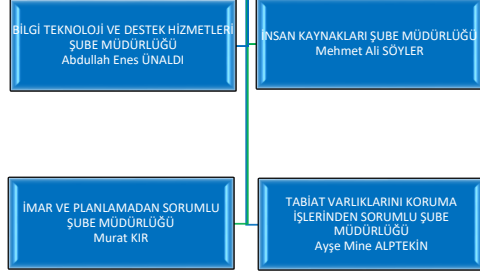 BİLGİ TEKNOLOJİ VE DESTEK HİZMETLERİ
ŞUBE MÜDÜRLÜĞÜ
Abdullah Enes ÜNALDI
İNSAN KAYNAKLARI ŞUBE MÜDÜRLÜĞÜ
Mehmet Ali SÖYLER
İMAR VE PLANLAMADAN SORUMLU
ŞUBE MÜDÜRLÜĞÜ
Murat KIR
TABİAT VARLIKLARINI KORUMA
İŞLERİNDEN SORUMLU ŞUBE
MÜDÜRLÜĞÜ
Ayşe Mine ALPTEKİN